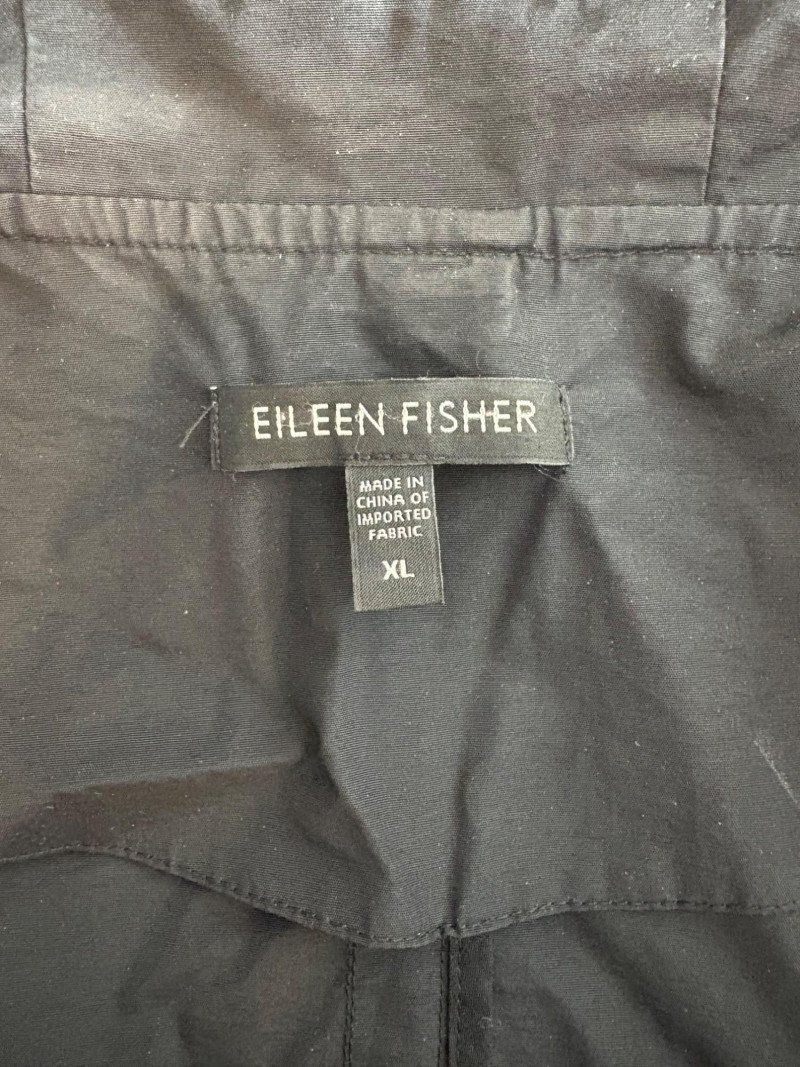 EILEEN FISHER
MADE IN
CHINA OF
IMPORTED
FABRIC
XL